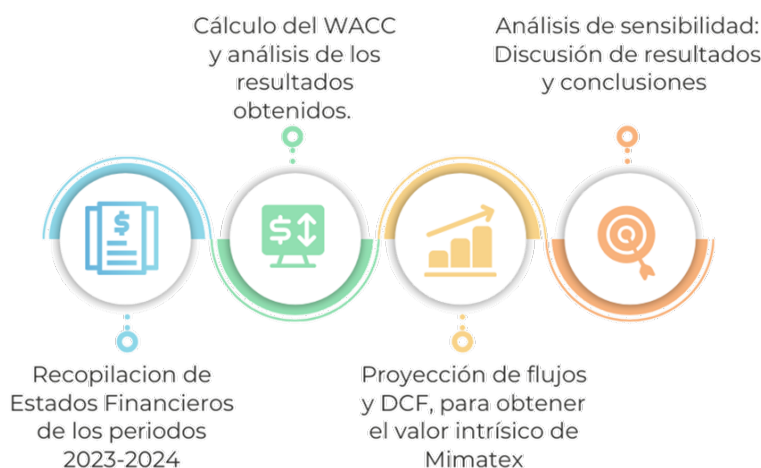 Cálculo del WACC
y análisis de los
resultados
obtenidos.
Análisis de sensibilidad:
Discusión de resultados
y conclusiones
$
$
Recopilacion de
Estados Financieros
de los periodos
2023-2024
Proyección de flujos
y DCF, para obtener
el valor intrísico de
Mimatex